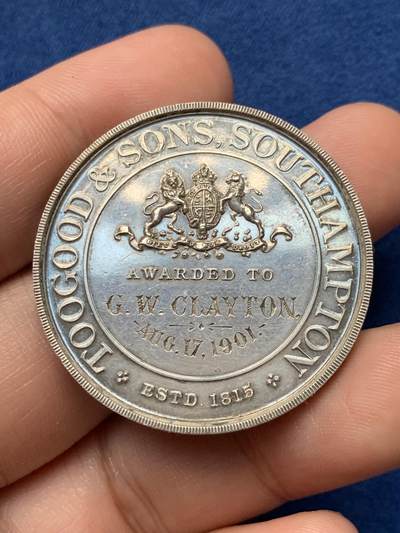 TOOGOOD & SONS, SOUTHAMPTON
AWARDED TO
G. W. CLAYTON.
AUG. 17, 1901.
ESTD. 1815